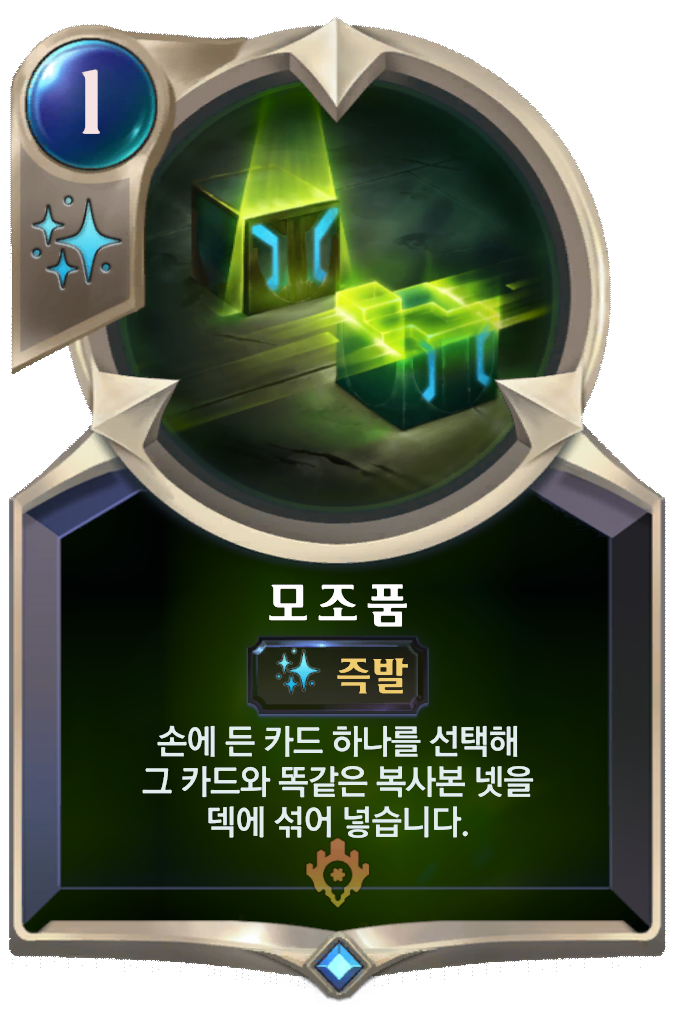 1
모조품
즉발
손에 든 카드 하나를 선택해
그 카드와 똑같은 복사본 넷을
덱에 섞어 넣습니다.